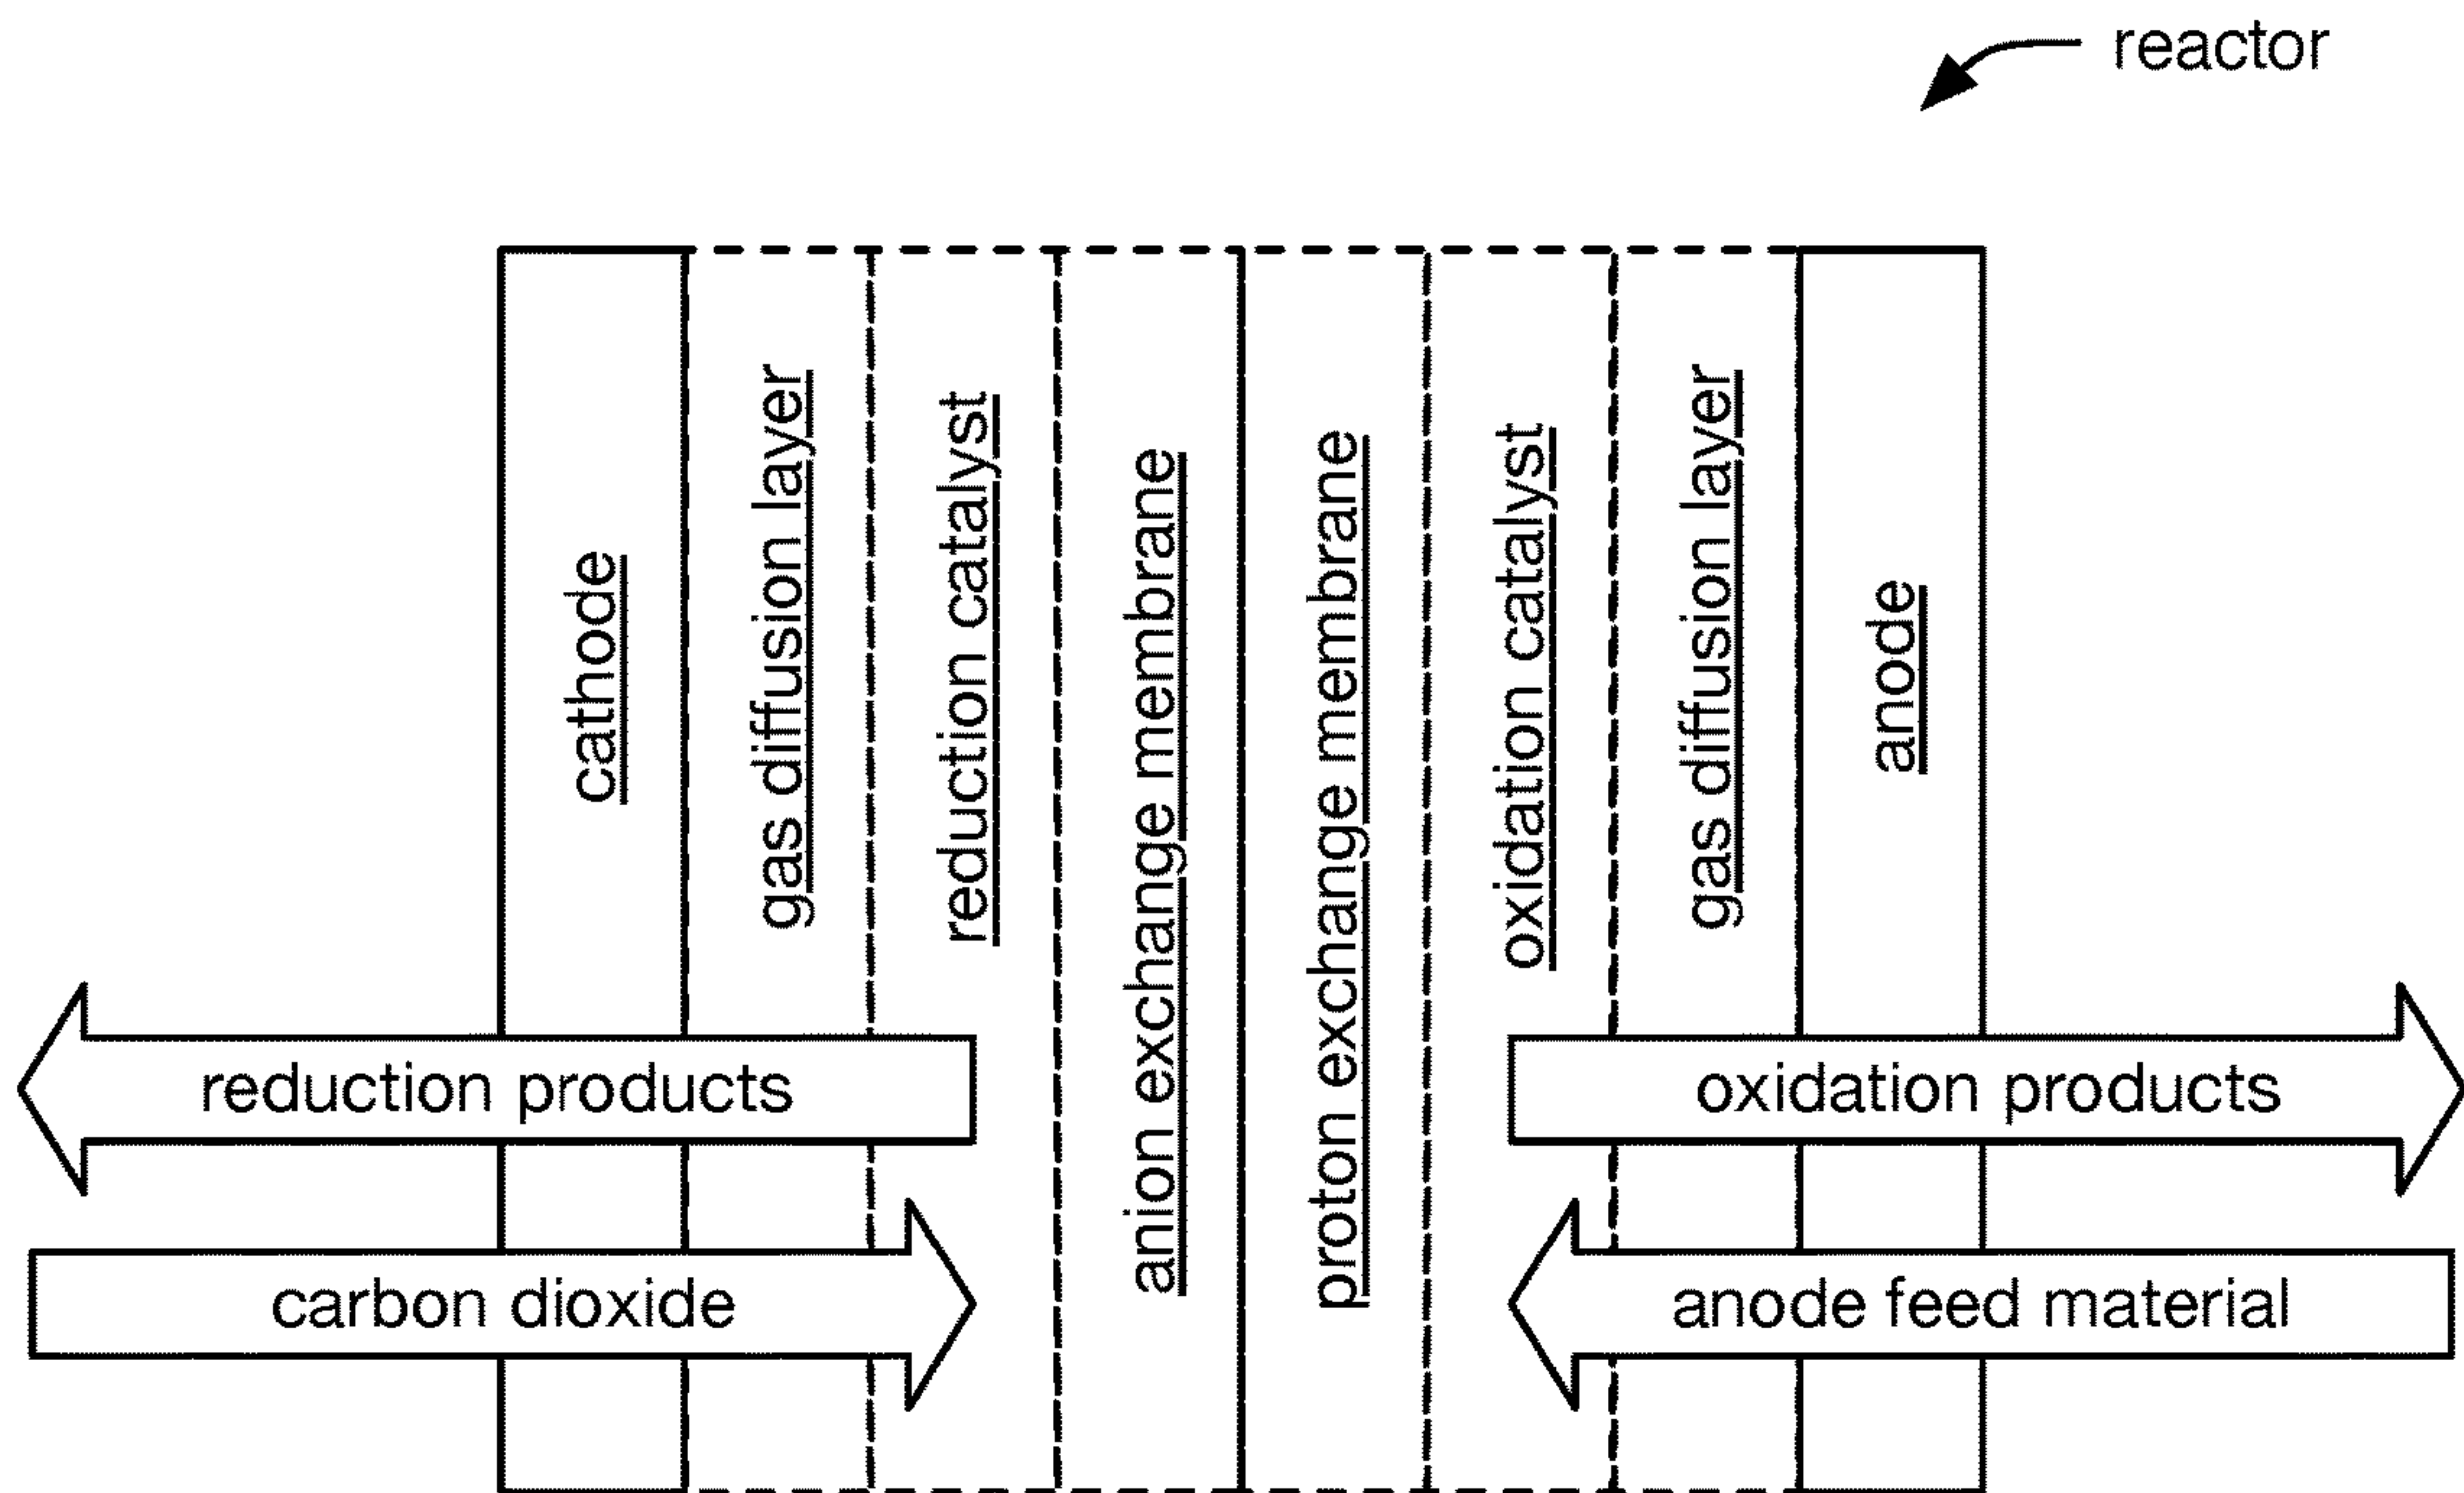 reactor
cathode
gas diffusion layer
reduction catalyst
anion exchange membrane
proton exchange membrane
oxidation catalyst
gas diffusion layer
anode
reduction products
oxidation products
carbon dioxide
anode feed material